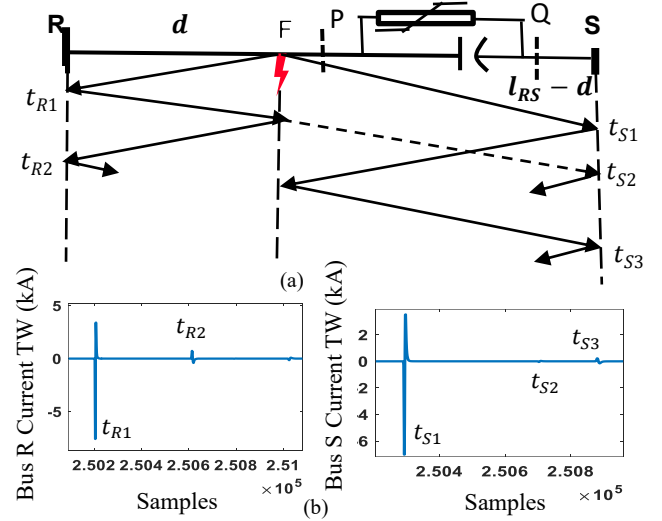 R d F P Q S
l_RS − d
t_R1
t_S1
t_R2
t_S2
t_S3
(a)
Bus R Current TW (kA)
5
0
-5
t_R2
t_R1
2.502 2.504 2.506 2.508 2.51
× 10^5
Samples
Bus S Current TW (kA)
2
0
2
4
6
t_S3
t_S2
t_S1
2.504 2.506 2.508
× 10^5
Samples
(b)